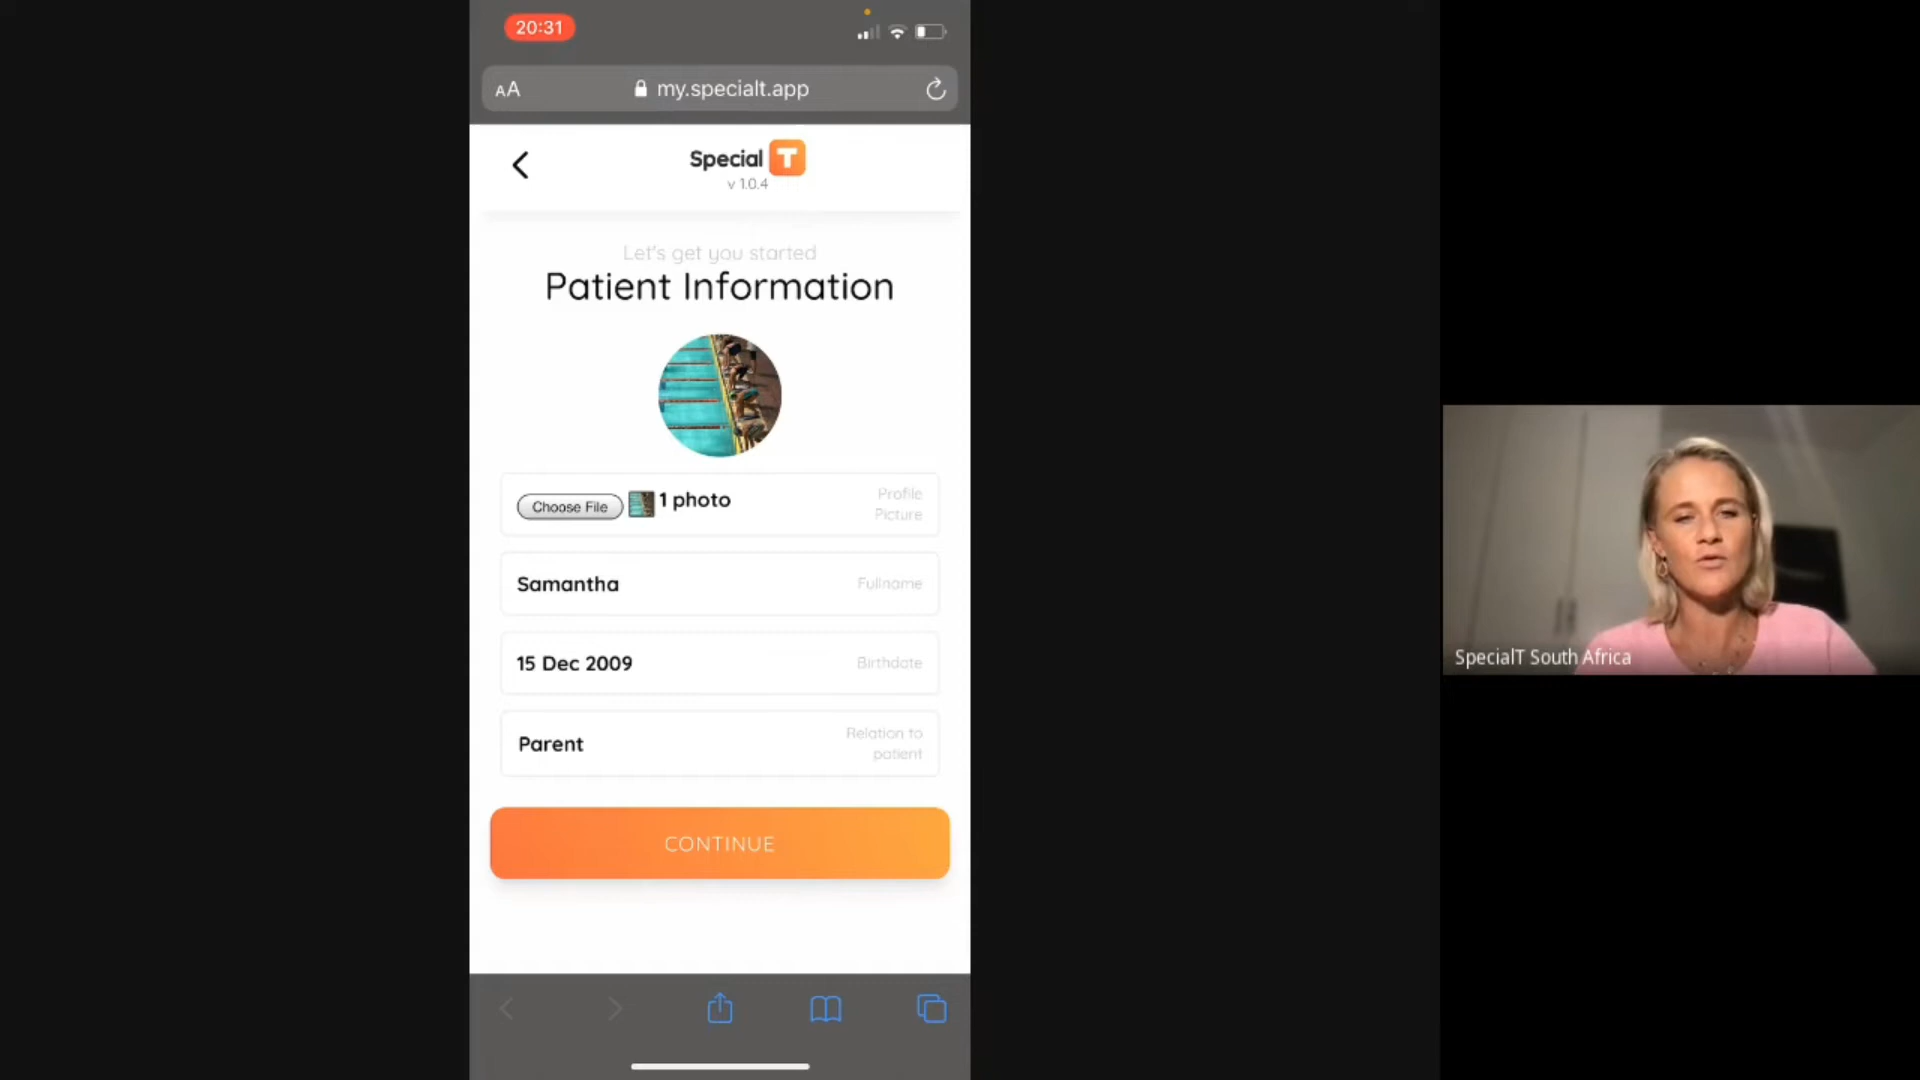 20:31
AA my.specialt.app
Special T
v 1.0.4
Let's get you started
Patient Information
Choose File 1 photo Profile Picture
Samantha Fullname
15 Dec 2009 Birthdate
Parent Relation to patient
CONTINUE
SpecialT South Africa